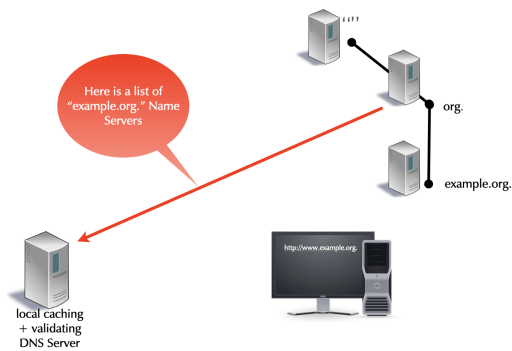 “”
Here is a list of
“example.org.” Name
Servers
org.
example.org.
http://www.example.org.
local caching
+ validating
DNS Server